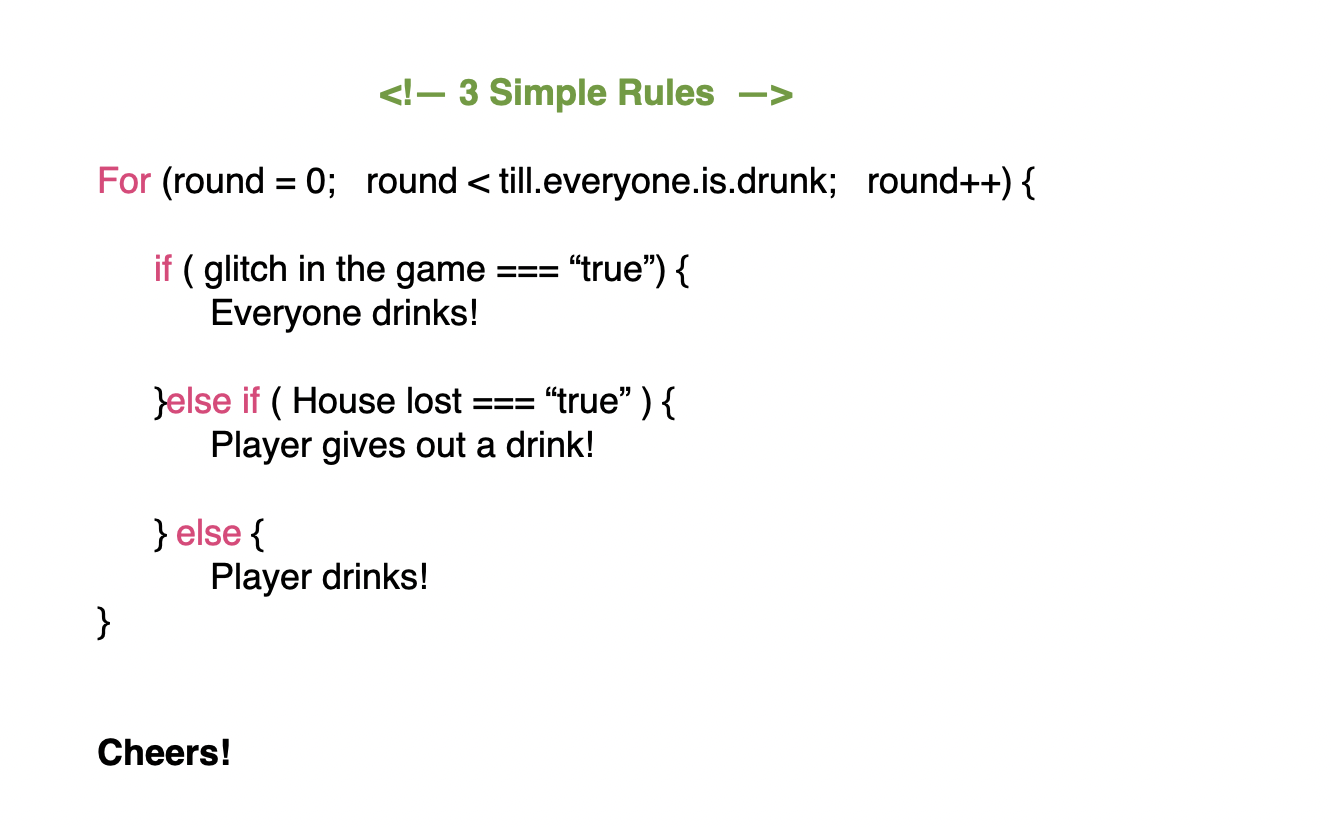 <!— 3 Simple Rules —>
For (round = 0; round < till.everyone.is.drunk; round++) {
if ( glitch in the game === “true”) {
Everyone drinks!
}else if ( House lost === “true” ) {
Player gives out a drink!
} else {
Player drinks!
}
Cheers!